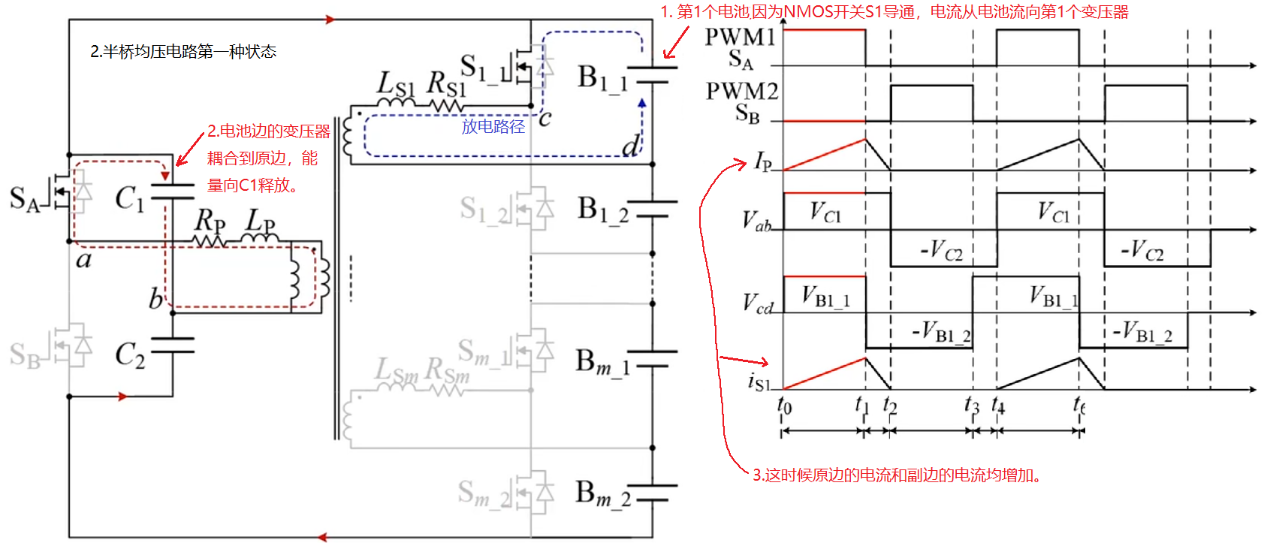 1. 第1个电池,因为NMOS开关S1导通，电流从电池流向第1个变压器
2.半桥均压电路第一种状态
S1_1
B1_1
LS1 RS1
c
放电路径
d
2.电池边的变压器
耦合到原边，能
量向C1释放。
SA
C1
RP LP
a
b
S1_2
B1_2
SB
C2
Sm_1
Bm_1
LSm RSm
Sm_2
Bm_2
PWM1
SA
PWM2
SB
IP
Vab
VC1
-VC2
VC1
-VC2
Vcd
VB1_1
-VB1_2
VB1_1
-VB1_2
iS1
t0 t1 t2 t3 t4 t6
3.这时候原边的电流和副边的电流均增加。